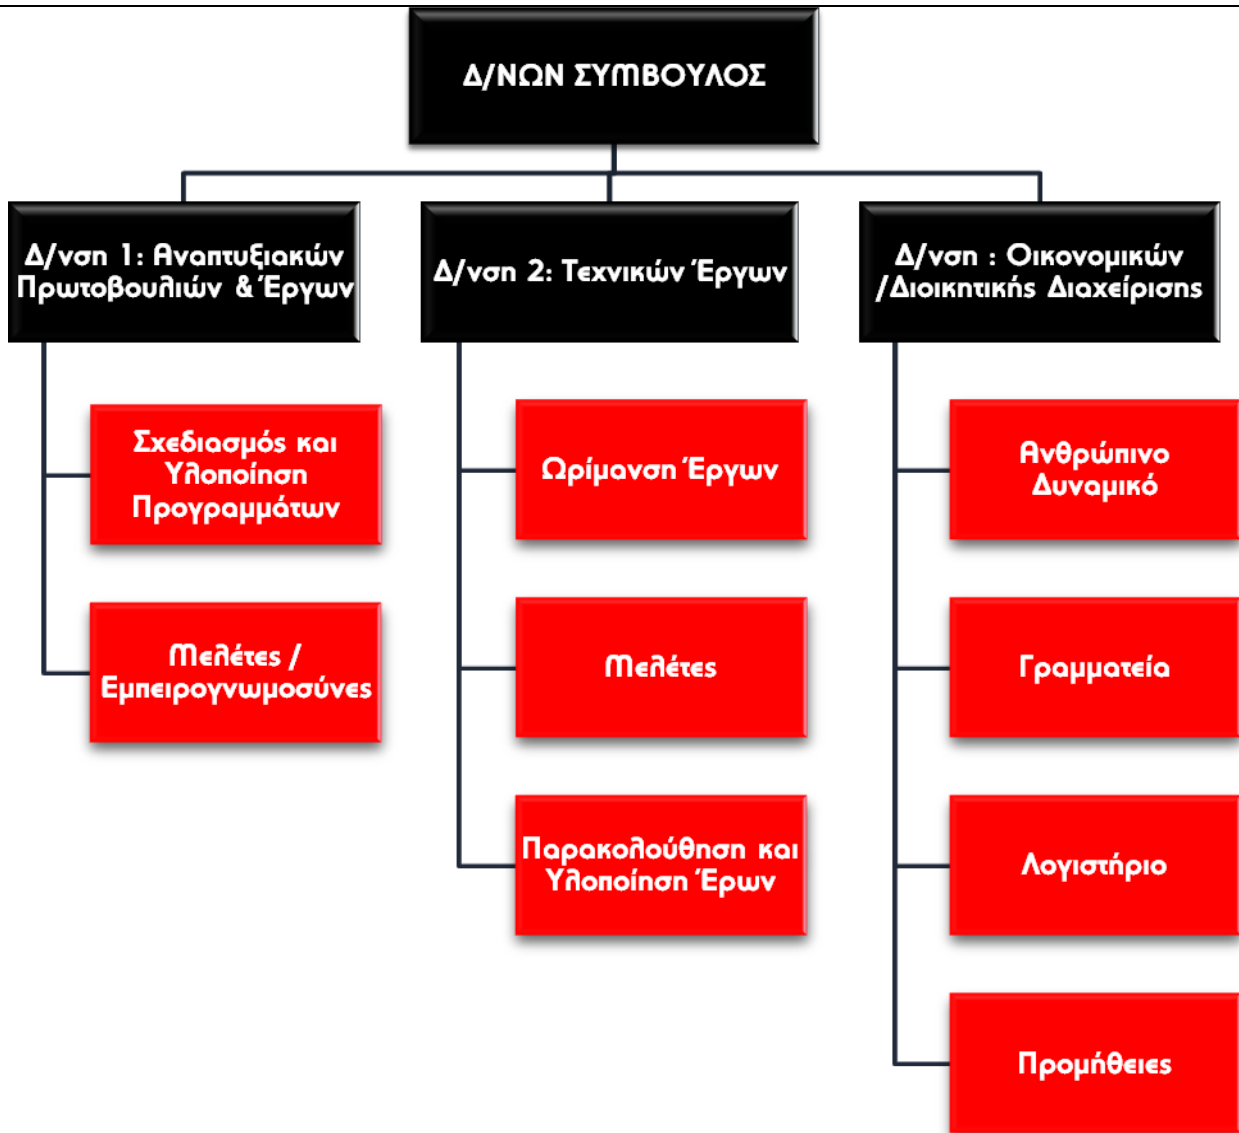 Δ/ΝΩΝ ΣΥΜΒΟΥΛΟΣ
Δ/νση 1: Αναπτυξιακών
Πρωτοβουλιών & Έργων
Δ/νση 2: Τεχνικών Έργων
Δ/νση : Οικονομικών
/Διοικητικής Διαχείρισης
Σχεδιασμός και
Υλοποίηση
Προγραμμάτων
Μελέτες /
Εμπειρογνωμοσύνες
Ωρίμανση Έργων
Μελέτες
Παρακολούθηση και
Υλοποίηση Έρων
Ανθρώπινο
Δυναμικό
Γραμματεία
Λογιστήριο
Προμήθειες